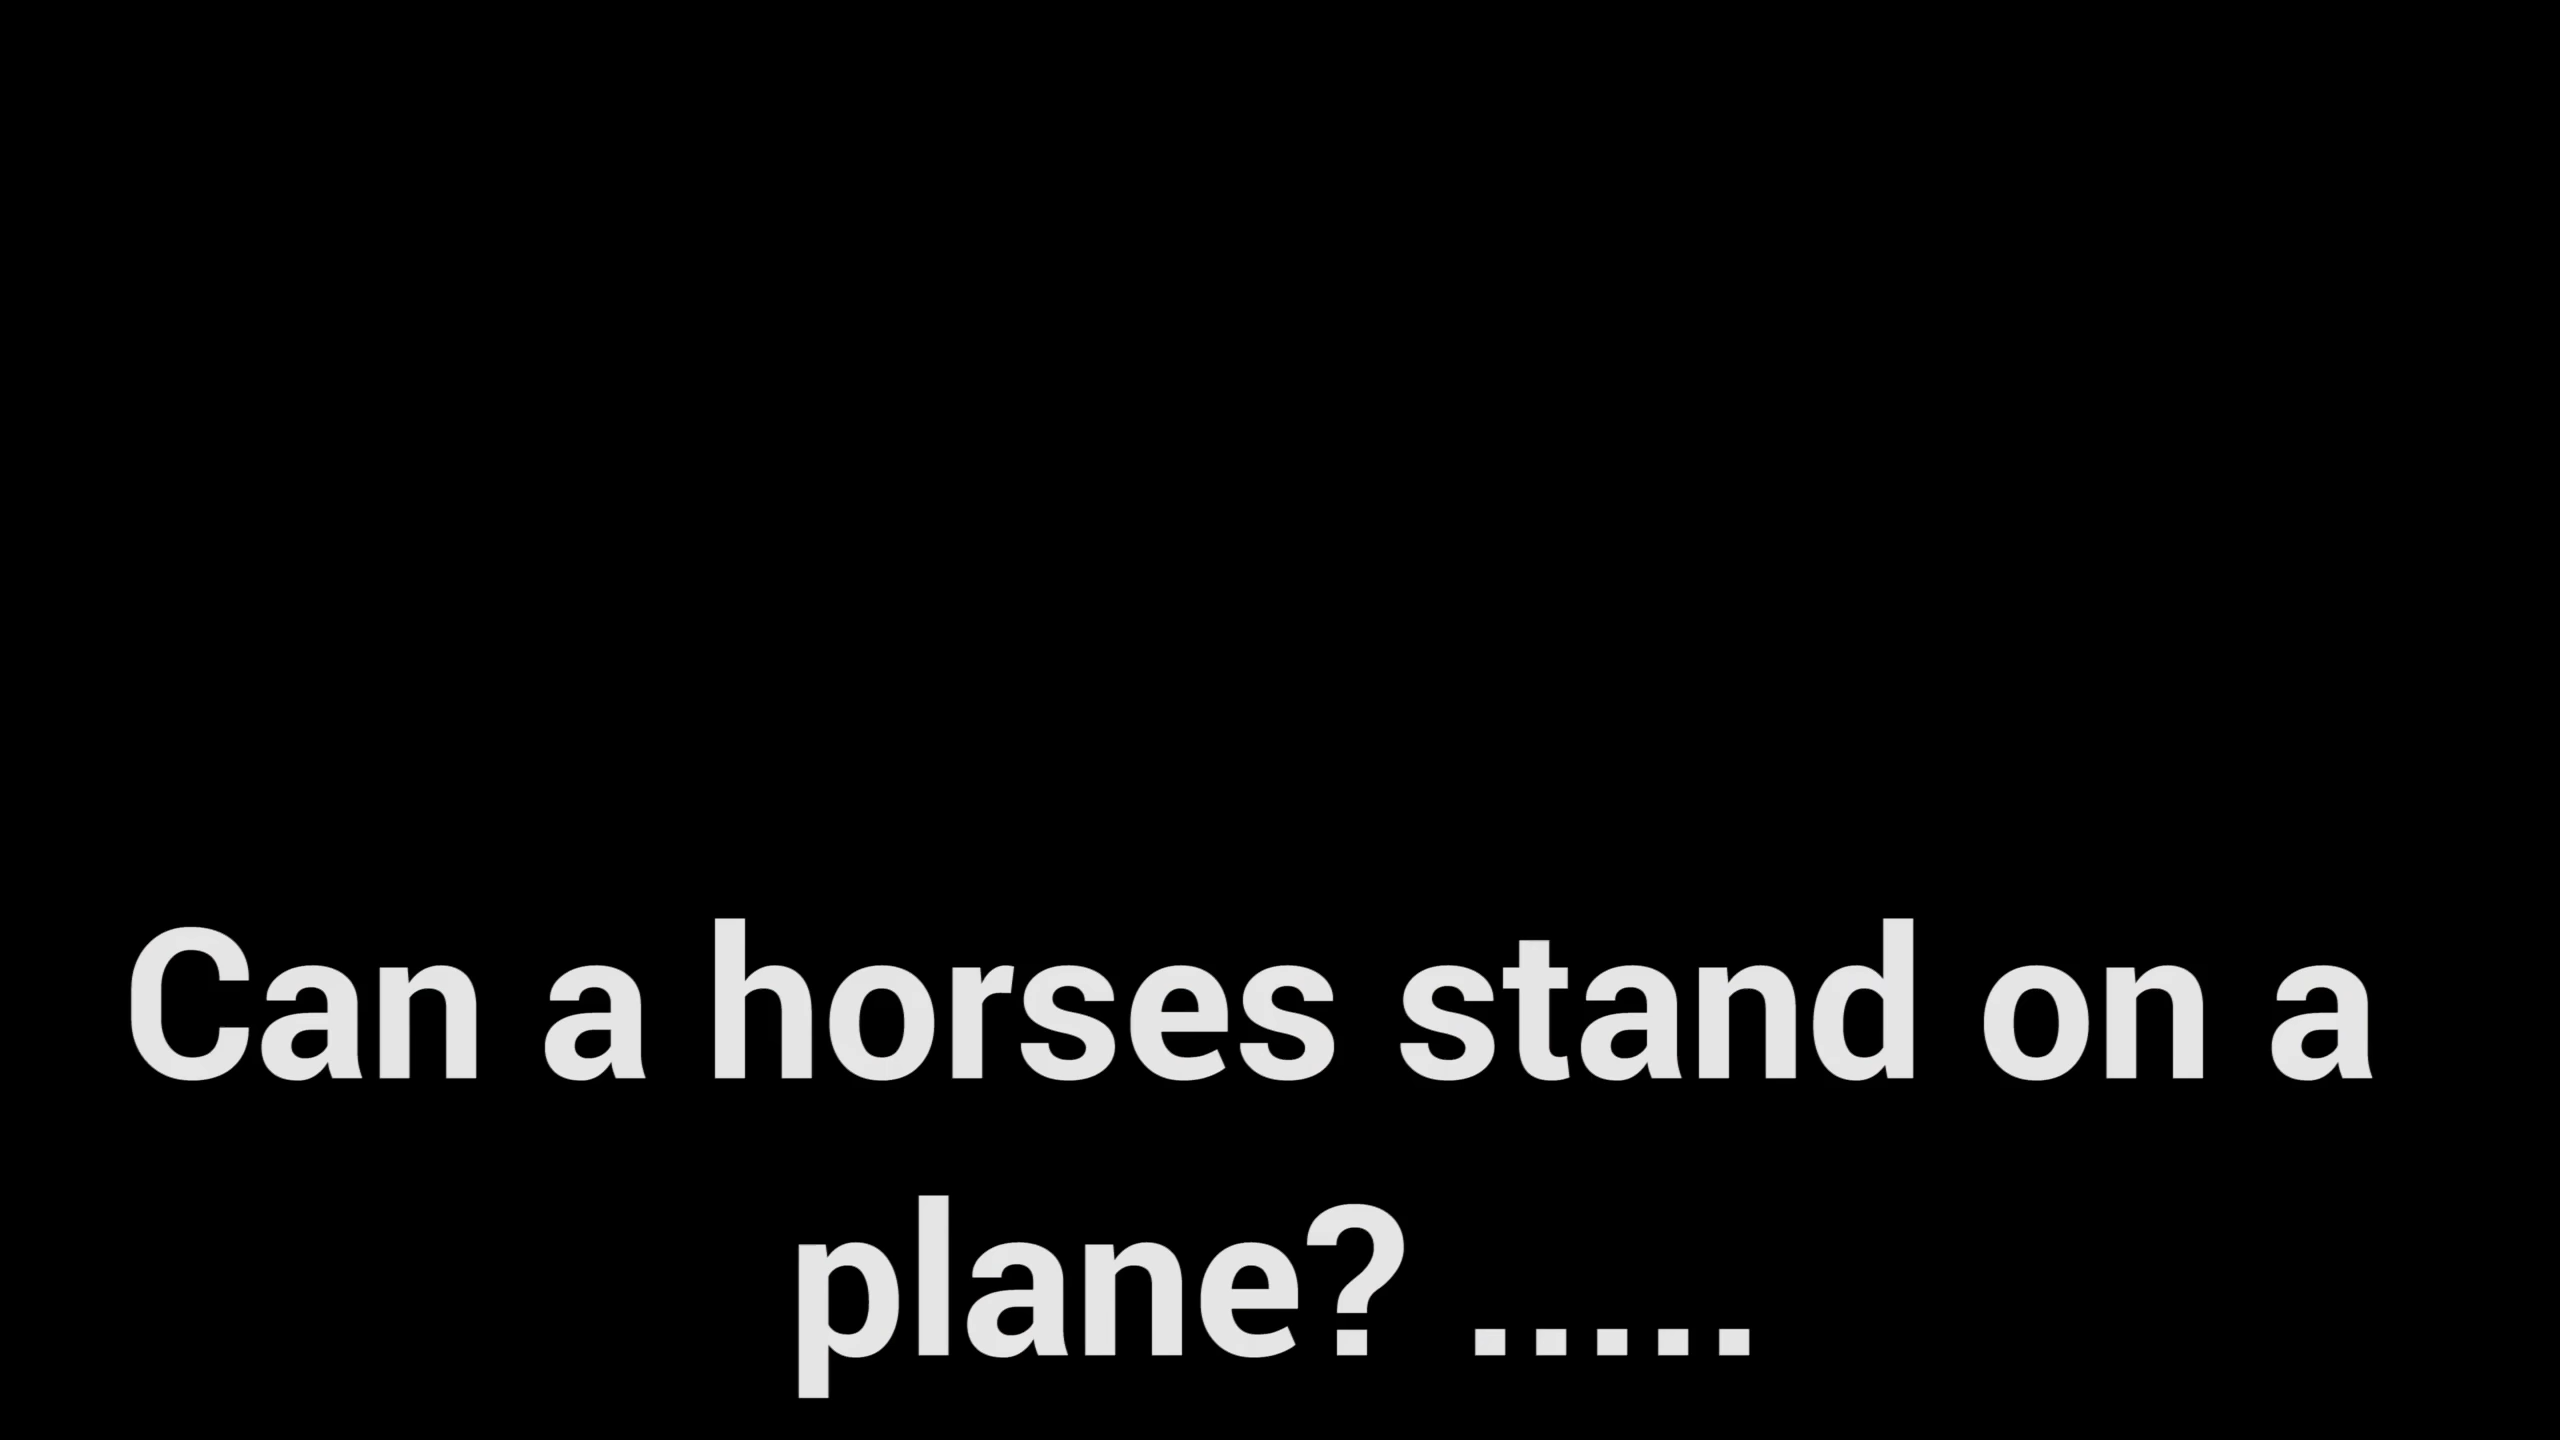 Can a horses stand on a
plane? .....